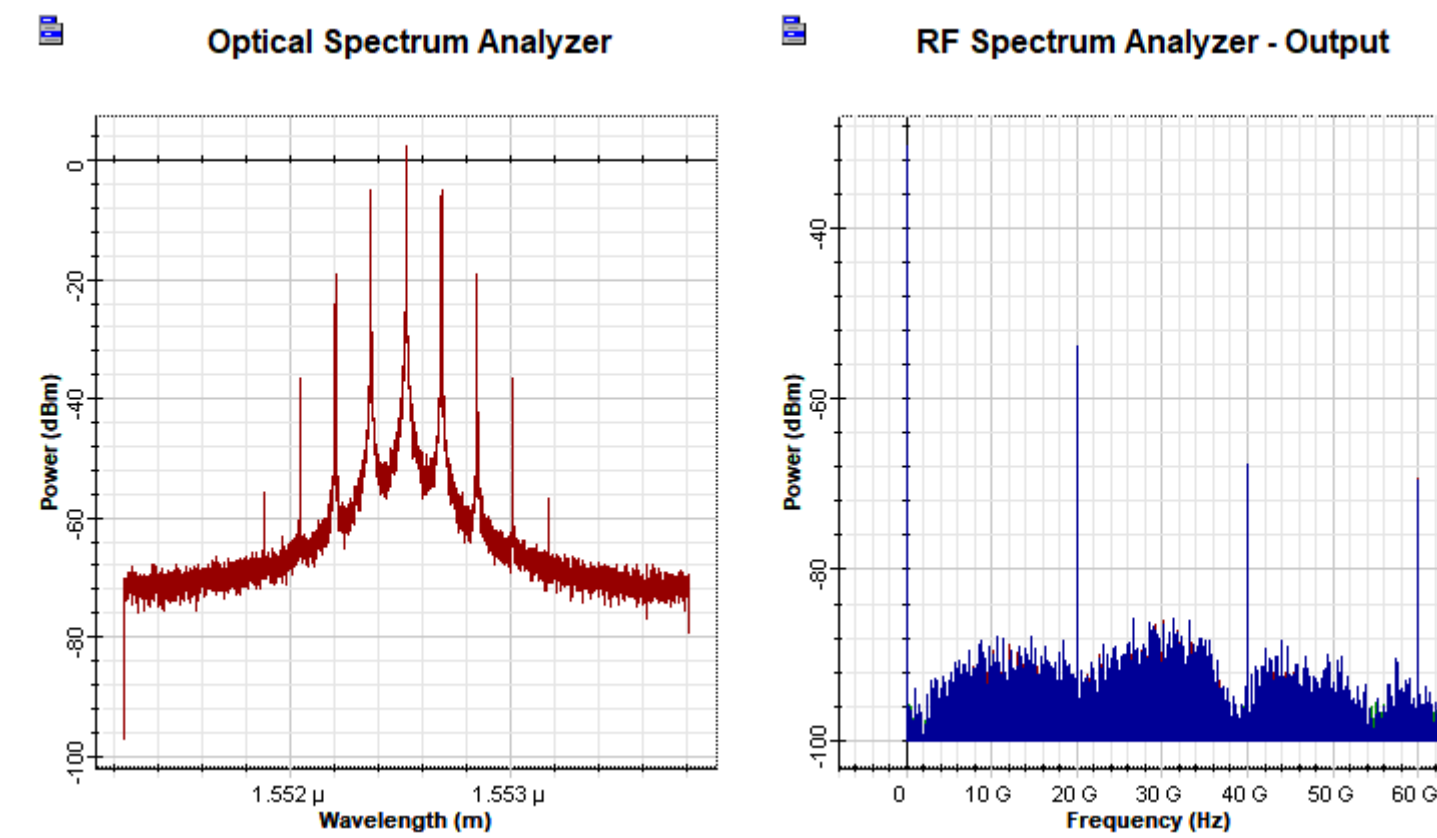 Optical Spectrum Analyzer
Power (dBm)
0
-20
-40
-60
-80
-100
1.552 µ
1.553 µ
Wavelength (m)
RF Spectrum Analyzer - Output
Power (dBm)
-40
-60
-80
-100
0
10 G
20 G
30 G
40 G
50 G
60 G
Frequency (Hz)